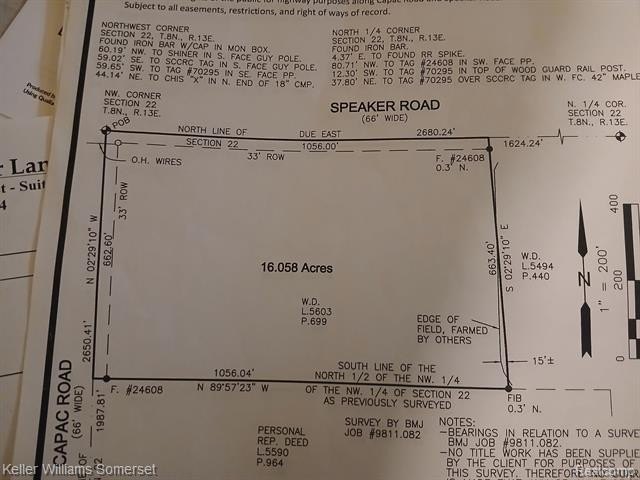 Subject to all easements, restrictions, and right of ways of record.
NORTHWEST CORNER
SECTION 22, T.8N., R.13E.
FOUND IRON BAR W/CAP IN MON BOX.
60.19' NW. TO SHINER IN S. FACE GUY POLE.
59.02' SE. TO SCCRC TAG IN S. FACE GUY POLE.
59.65' SW. TO TAG #70295 IN SE. FACE PP.
44.14' NE. TO CHIS "X" IN N. END OF 18" CMP.
NORTH 1/4 CORNER
SECTION 22, T.8N., R.13E.
FOUND IRON BAR.
4.37' E. TO FOUND RR SPIKE.
80.71' NW. TO TAG #24608 IN SW. FACE PP.
12.30' SW. TO TAG #70295 IN TOP OF WOOD GUARD RAIL POST.
37.80' NE. TO TAG #70295 OVER SCCRC TAG IN W. FC. 42" MAPLE
Produced b
Using Qualia
NW. CORNER
SECTION 22
T.8N., R.13E.
POB
SPEAKER ROAD
(66' WIDE)
N. 1/4 COR.
SECTION 22
T.8N., R.13E.
NORTH LINE OF DUE EAST 2680.24'
SECTION 22 1056.00' 1624.24'
O.H. WIRES
33' ROW
F. #24608
0.3' N.
33' ROW
662.60'
N 02°29'10" W
2650.41'
1987.81'
16.058 Acres
W.D.
L.5603
P.699
663.40'
S 02°29'10" E
W.D.
L.5494
P.440
EDGE OF
FIELD, FARMED
BY OTHERS
15'±
N
1" = 200'
0
200
400
1056.04'
SOUTH LINE OF THE
NORTH 1/2 OF THE NW. 1/4
F. #24608
N 89°57'23" W
OF THE NW. 1/4 OF SECTION 22
AS PREVIOUSLY SURVEYED
FIB
0.3' N.
CAPAC ROAD
(66' WIDE)
PERSONAL
REP. DEED
L.5590
P.964
SURVEY BY BMJ
JOB #9811.082
NOTES:
-BEARINGS IN RELATION TO A SURVE
BMJ JOB #9811.082.
-NO TITLE WORK HAS BEEN SUPPLIE
BY THE CLIENT FOR PURPOSES OF
THIS SURVEY.
r Lan
t - Suit
4
Keller Williams Somerset